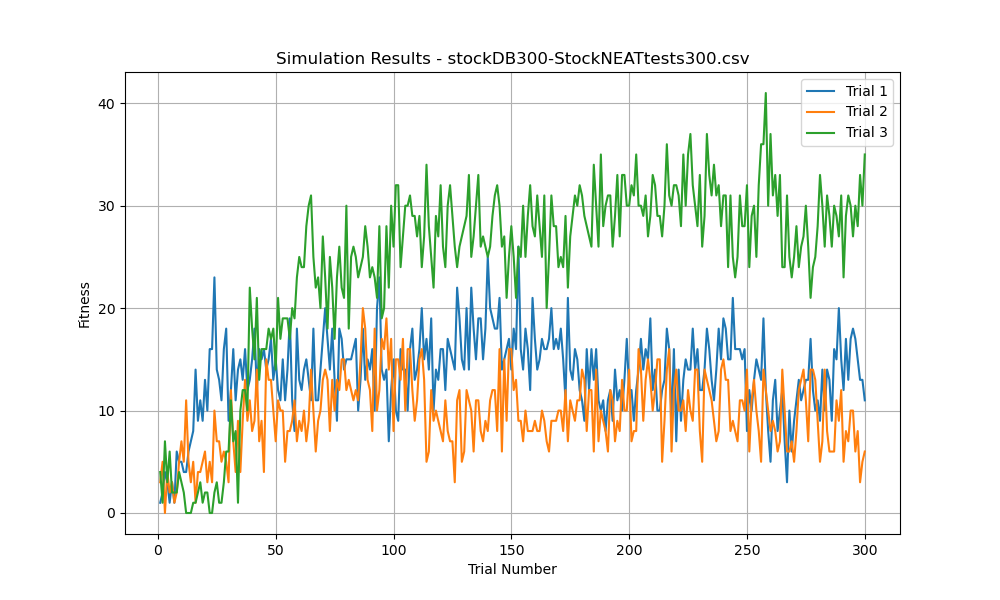 Simulation Results - stockDB300-StockNEATtests300.csv
Trial 1
Trial 2
Trial 3
Fitness
40
30
20
10
0
0 50 100 150 200 250 300
Trial Number